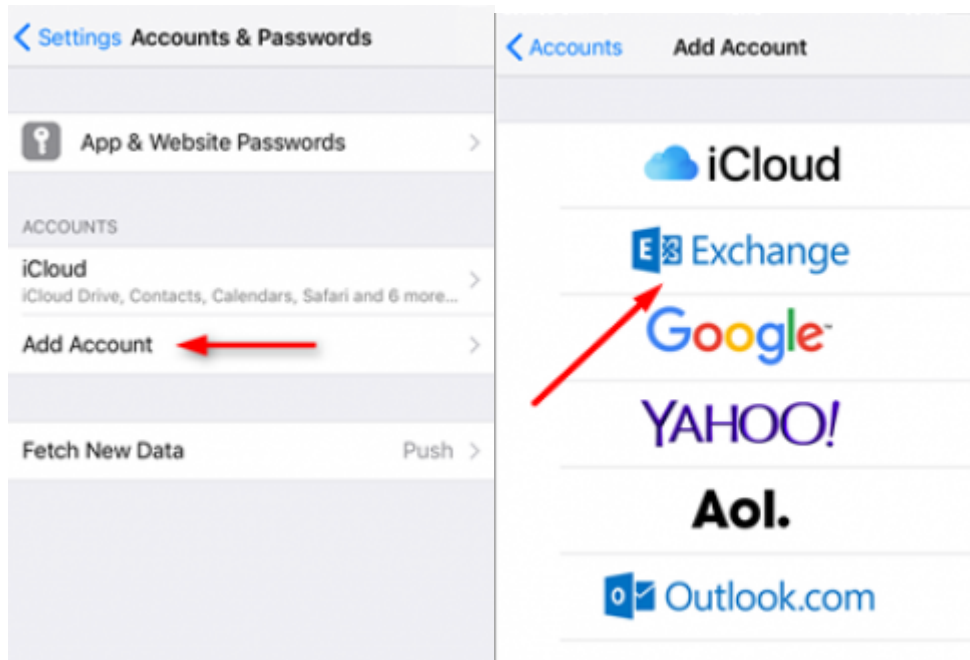 Settings Accounts & Passwords
App & Website Passwords
ACCOUNTS
iCloud
iCloud Drive, Contacts, Calendars, Safari and 6 more...
Add Account
Fetch New Data Push
Accounts Add Account
iCloud
E Exchange
Google
YAHOO!
Aol.
o Outlook.com